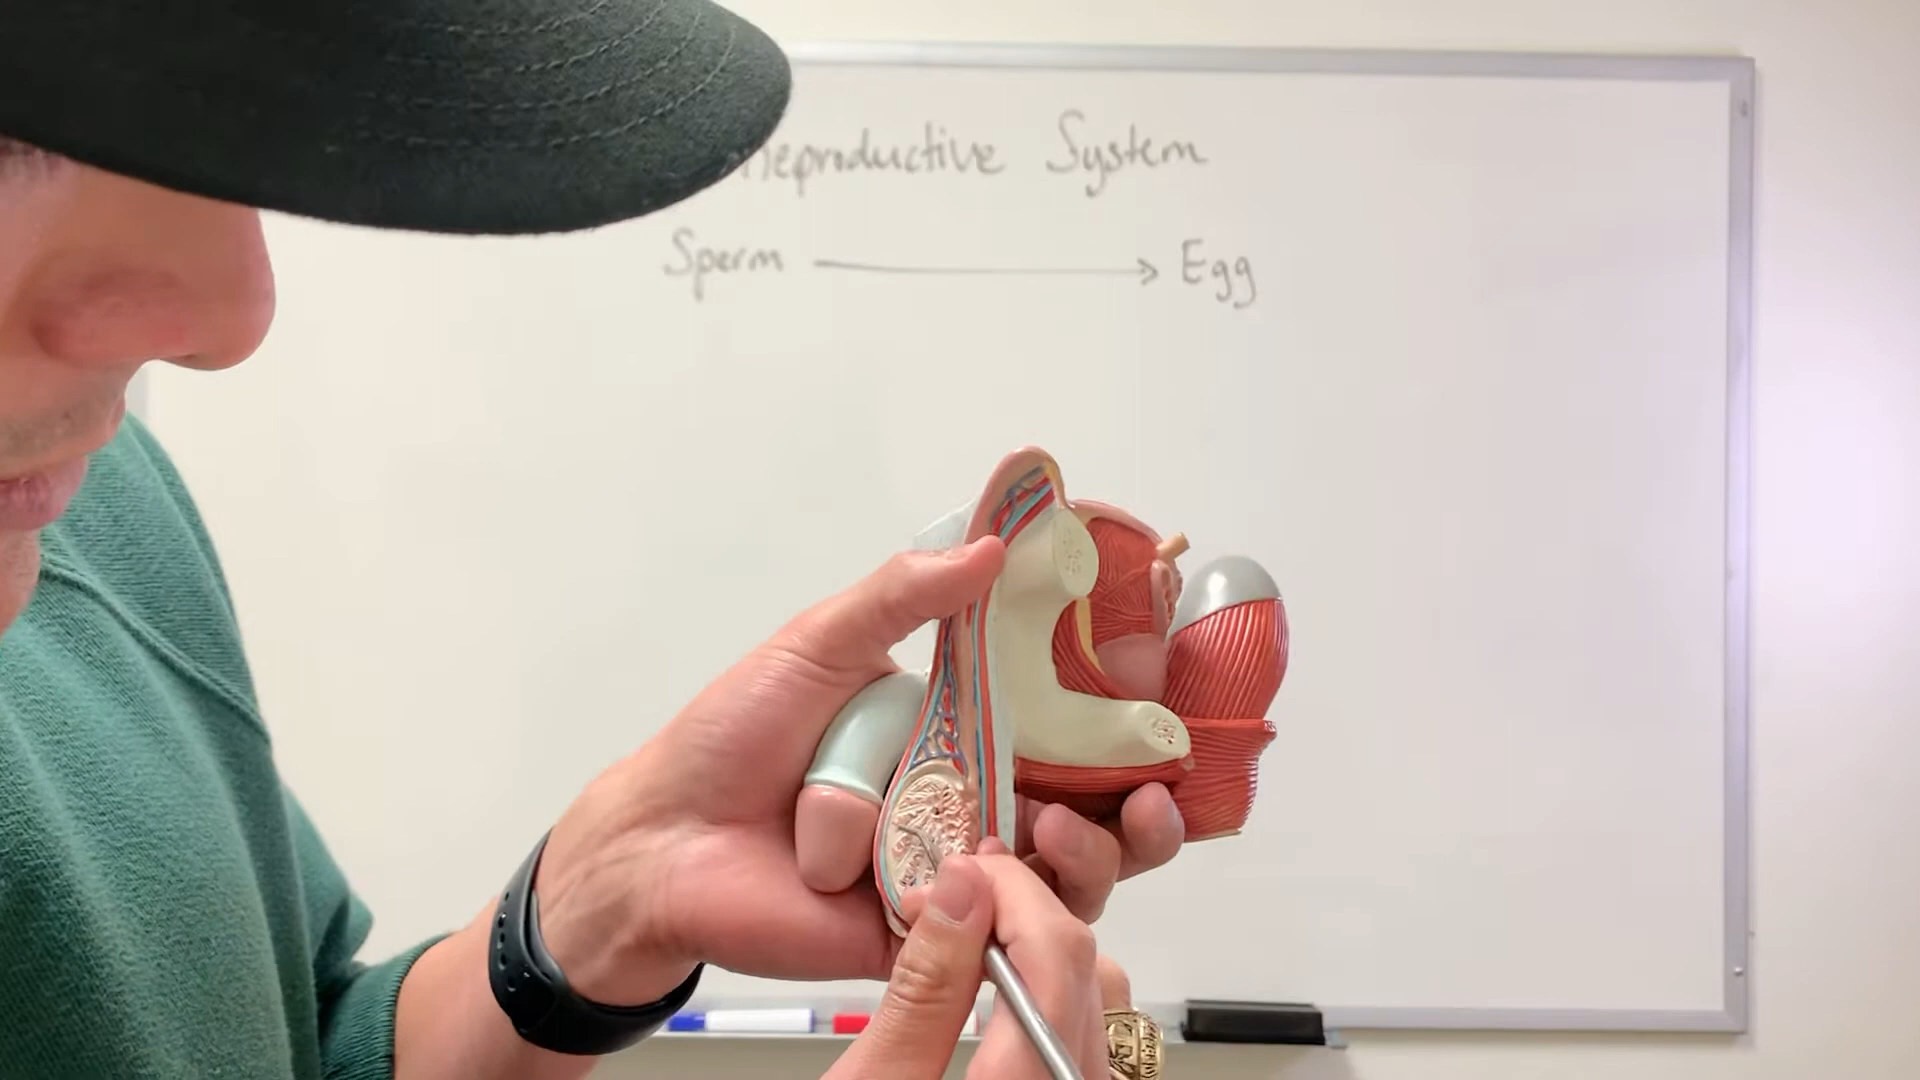 Reproductive System
Sperm → Egg